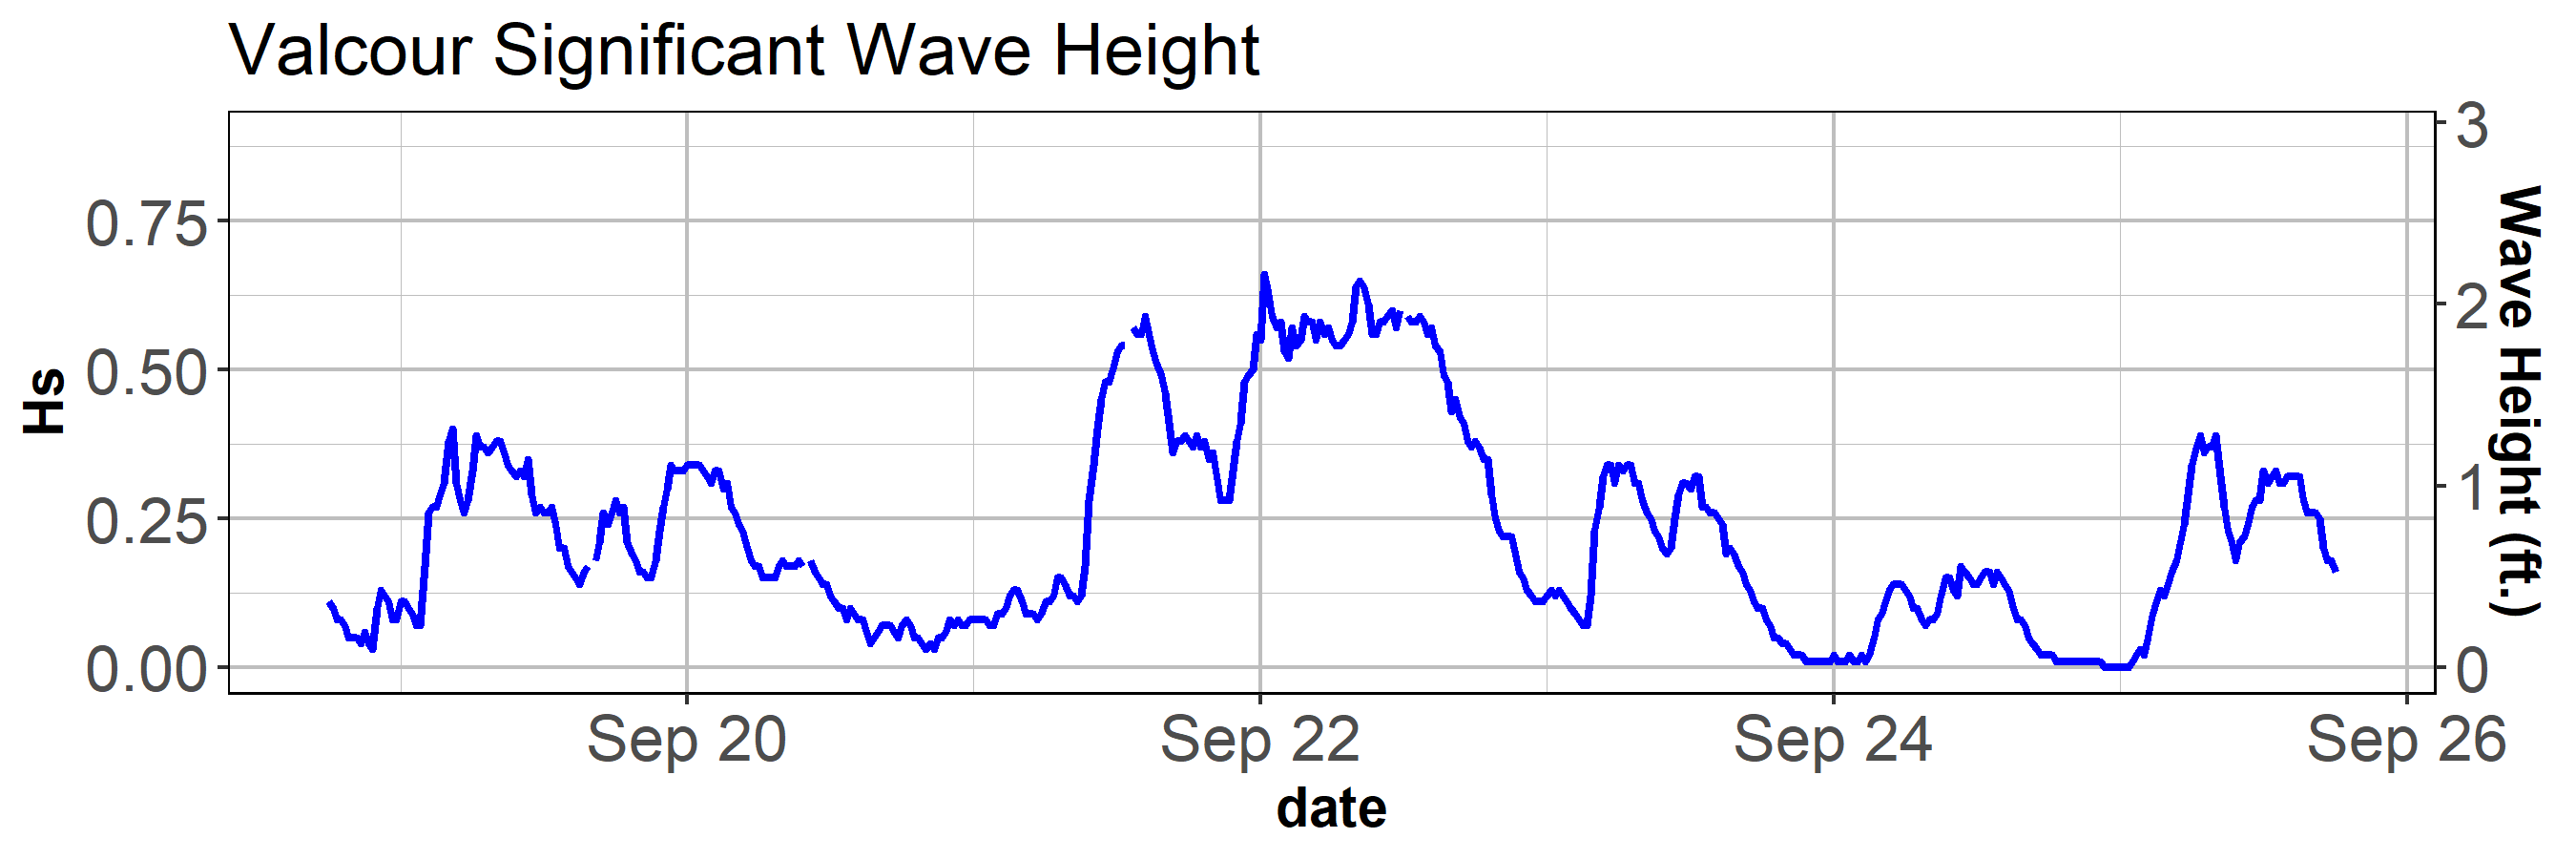 Valcour Significant Wave Height
Hs
0.75
0.50
0.25
0.00
3
2
1
0
Wave Height (ft.)
Sep 20 Sep 22 Sep 24 Sep 26
date